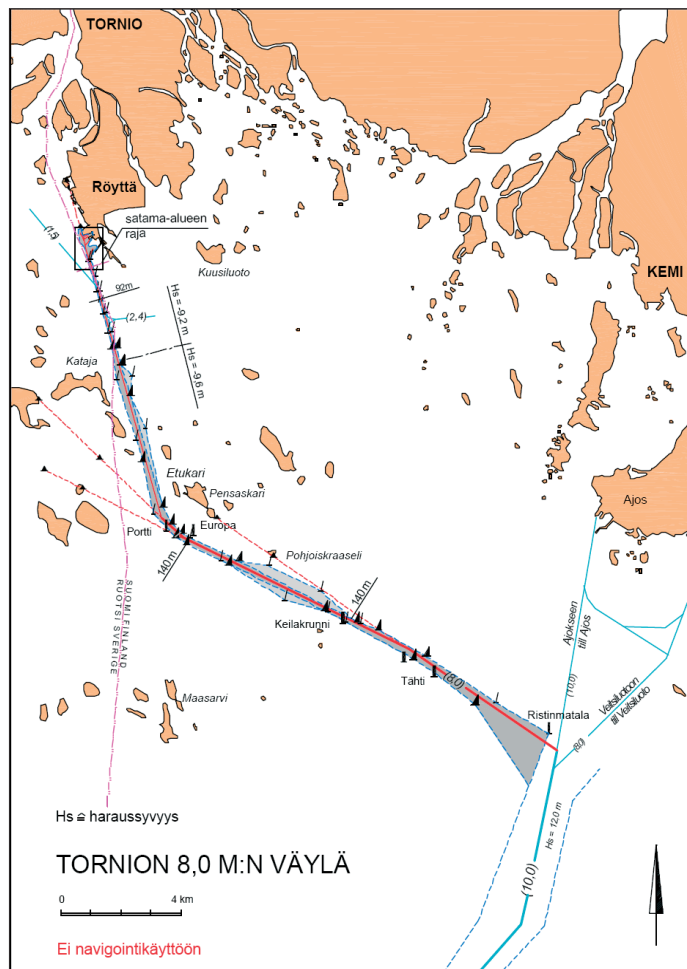 TORNIO
Röyttä
satama-alueen
raja
(1,5)
Kuusiluoto
KEMI
92m
(2,4)
Hs = -9,2 m
Hs = -9,6 m
Kataja
Etukari
Pensaskari
Ajos
Portti
Europa
140m
Pohjoiskraaseli
140m
SUOMI FINLAND
RUOTSI SVERIGE
Keilakrunni
Ajokseen
till Ajos
(10,0)
Tähti
(8,0)
Veitsiluotoon
till Veitsiluoto
Maasarvi
Ristinmatala
(8,0)
Hs ≘ haraussyvyys
Hs = 12,0 m
TORNION 8,0 M:N VÄYLÄ
(10,0)
0 4 km
Ei navigointikäyttöön